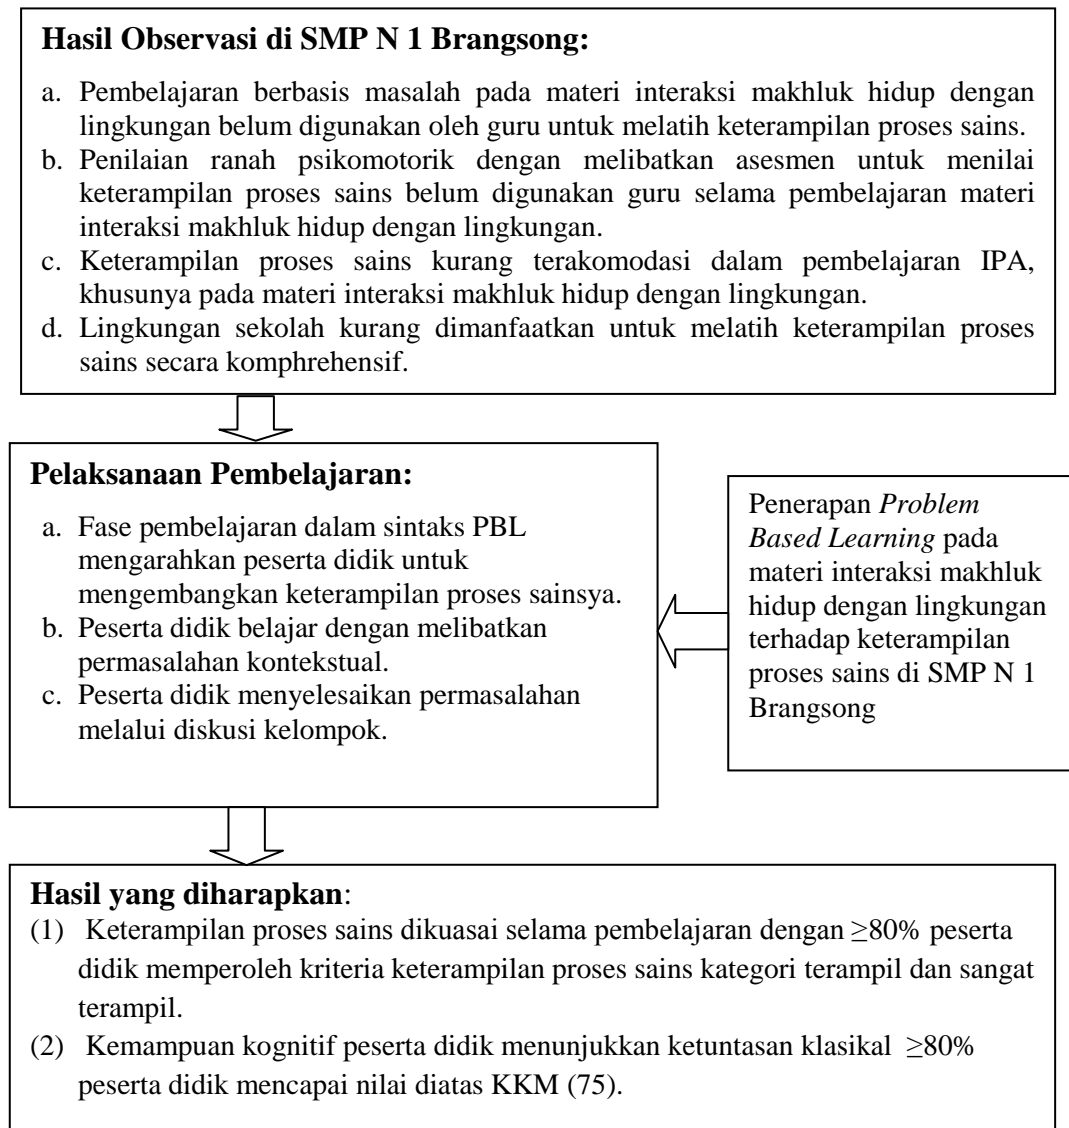 Hasil Observasi di SMP N 1 Brangsong:
a. Pembelajaran berbasis masalah pada materi interaksi makhluk hidup dengan
lingkungan belum digunakan oleh guru untuk melatih keterampilan proses sains.
b. Penilaian ranah psikomotorik dengan melibatkan asesmen untuk menilai
keterampilan proses sains belum digunakan guru selama pembelajaran materi
interaksi makhluk hidup dengan lingkungan.
c. Keterampilan proses sains kurang terakomodasi dalam pembelajaran IPA,
khusunya pada materi interaksi makhluk hidup dengan lingkungan.
d. Lingkungan sekolah kurang dimanfaatkan untuk melatih keterampilan proses
sains secara komphrehensif.
Pelaksanaan Pembelajaran:
a. Fase pembelajaran dalam sintaks PBL
mengarahkan peserta didik untuk
mengembangkan keterampilan proses sainsya.
b. Peserta didik belajar dengan melibatkan
permasalahan kontekstual.
c. Peserta didik menyelesaikan permasalahan
melalui diskusi kelompok.
Penerapan Problem
Based Learning pada
materi interaksi makhluk
hidup dengan lingkungan
terhadap keterampilan
proses sains di SMP N 1
Brangsong
Hasil yang diharapkan:
(1) Keterampilan proses sains dikuasai selama pembelajaran dengan ≥80% peserta
didik memperoleh kriteria keterampilan proses sains kategori terampil dan sangat
terampil.
(2) Kemampuan kognitif peserta didik menunjukkan ketuntasan klasikal ≥80%
peserta didik mencapai nilai diatas KKM (75).